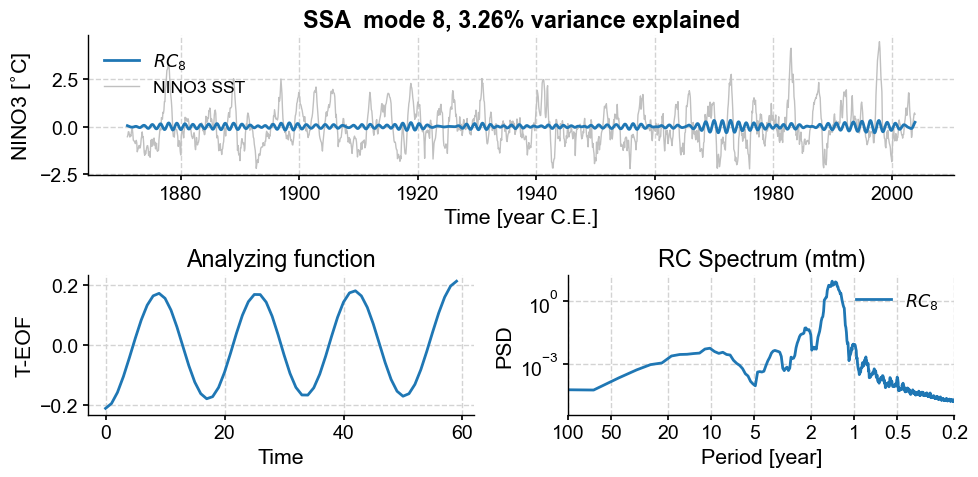 SSA  mode 8, 3.26% variance explained
NINO3 [˚C]
2.5
0.0
−2.5
RC₈
NINO3 SST
1880 1900 1920 1940 1960 1980 2000
Time [year C.E.]
Analyzing function
T-EOF
0.2
0.0
−0.2
0 20 40 60
Time
RC Spectrum (mtm)
PSD
10⁰
10⁻³
RC₈
100 50 20 10 5 2 1 0.5 0.2
Period [year]